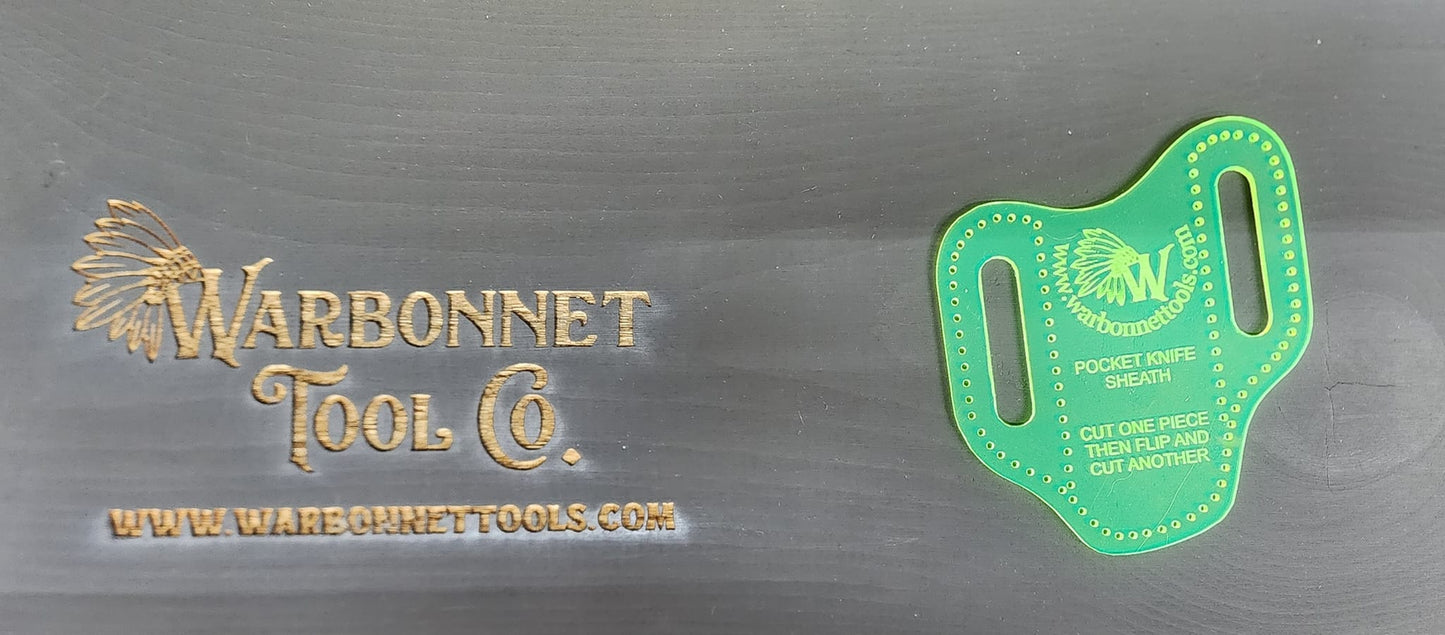 WARBONNET
TOOL CO.
WWW.WARBONNETTOOLS.COM
W
www.warbonnettools.com
POCKET KNIFE
SHEATH
CUT ONE PIECE
THEN FLIP AND
CUT ANOTHER